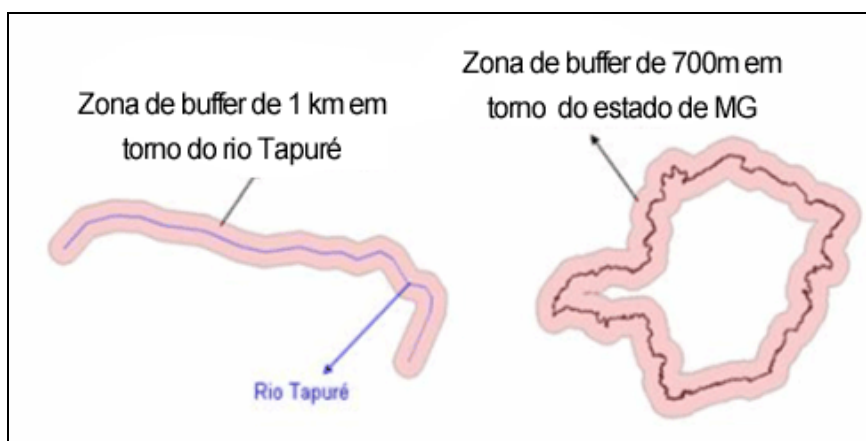 Zona de buffer de 1 km em
torno do rio Tapuré
Rio Tapuré
Zona de buffer de 700m em
torno do estado de MG